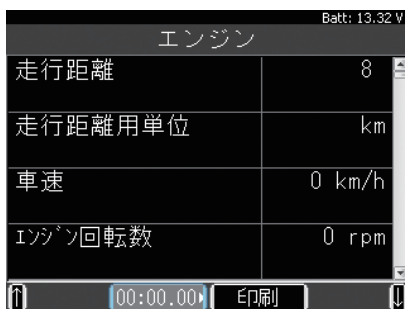 Batt: 13.32 V
エンジン
走行距離 8
走行距離用単位 km
車速 0 km/h
ｴﾝｼﾞﾝ回転数 0 rpm
00:00.00 印刷